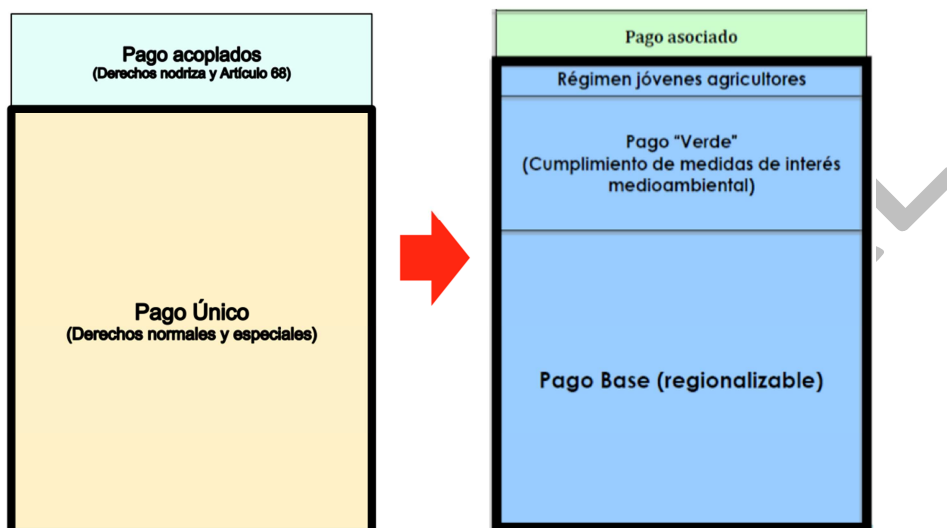 Pago acoplados
(Derechos nodriza y Artículo 68)
Pago Único
(Derechos normales y especiales)
Pago asociado
Régimen jóvenes agricultores
Pago "Verde"
(Cumplimiento de medidas de interés
medioambiental)
Pago Base (regionalizable)